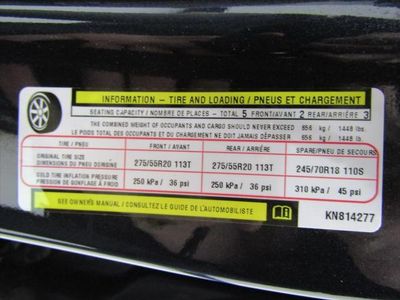 INFORMATION – TIRE AND LOADING / PNEUS ET CHARGEMENT
SEATING CAPACITY / NOMBRE DE PLACES – TOTAL 5 FRONT/AVANT 2 REAR/ARRIÈRE 3
THE COMBINED WEIGHT OF OCCUPANTS AND CARGO SHOULD NEVER EXCEED 656 kg / 1448 lbs.
LE POIDS TOTAL DES OCCUPANTS ET DU CHARGEMENT NE DOIT JAMAIS DÉPASSER 656 kg / 1448 lb.
TIRE / PNEU FRONT / AVANT REAR / ARRIÈRE SPARE/PNEU DE SECOURS
ORIGINAL TIRE SIZE
DIMENSIONS DU PNEU D'ORIGINE 275/55R20 113T 275/55R20 113T 245/70R18 110S
COLD TIRE INFLATION PRESSURE
PRESSION DE GONFLAGE À FROID 250 kPa / 36 psi 250 kPa / 36 psi 310 kPa / 45 psi
SEE OWNERS MANUAL / CONSULTEZ LE GUIDE DE L'AUTOMOBILISTE
KN814277